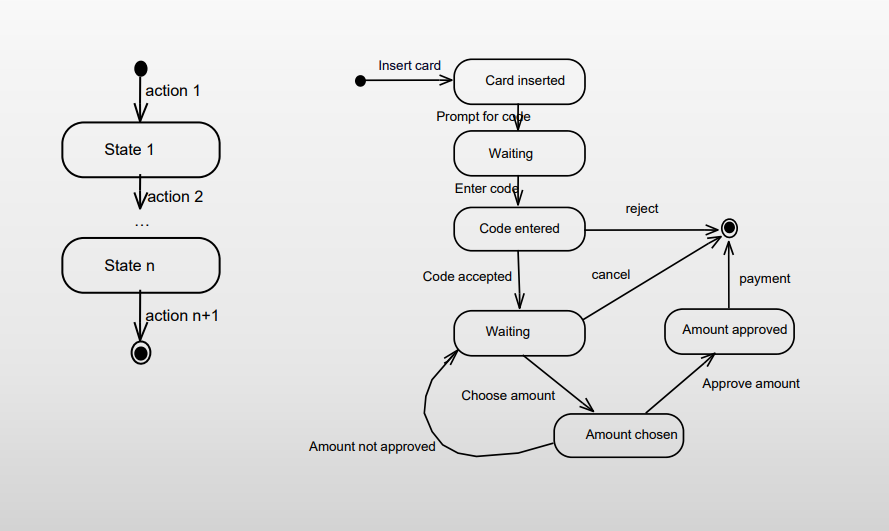 action 1
State 1
action 2
...
State n
action n+1
Insert card
Card inserted
Prompt for code
Waiting
Enter code
Code entered
reject
Code accepted
cancel
payment
Waiting
Amount approved
Choose amount
Approve amount
Amount chosen
Amount not approved